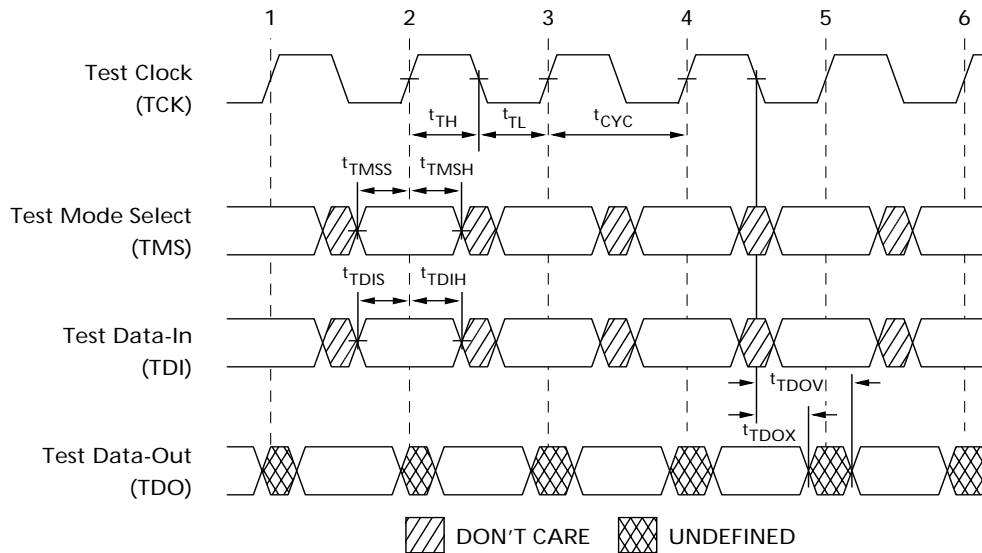 1 2 3 4 5 6
Test Clock
(TCK)
tTH tTL tCYC
tTMSS tTMSH
Test Mode Select
(TMS)
tTDIS tTDIH
Test Data-In
(TDI)
tTDOV
tTDOX
Test Data-Out
(TDO)
DON'T CARE UNDEFINED